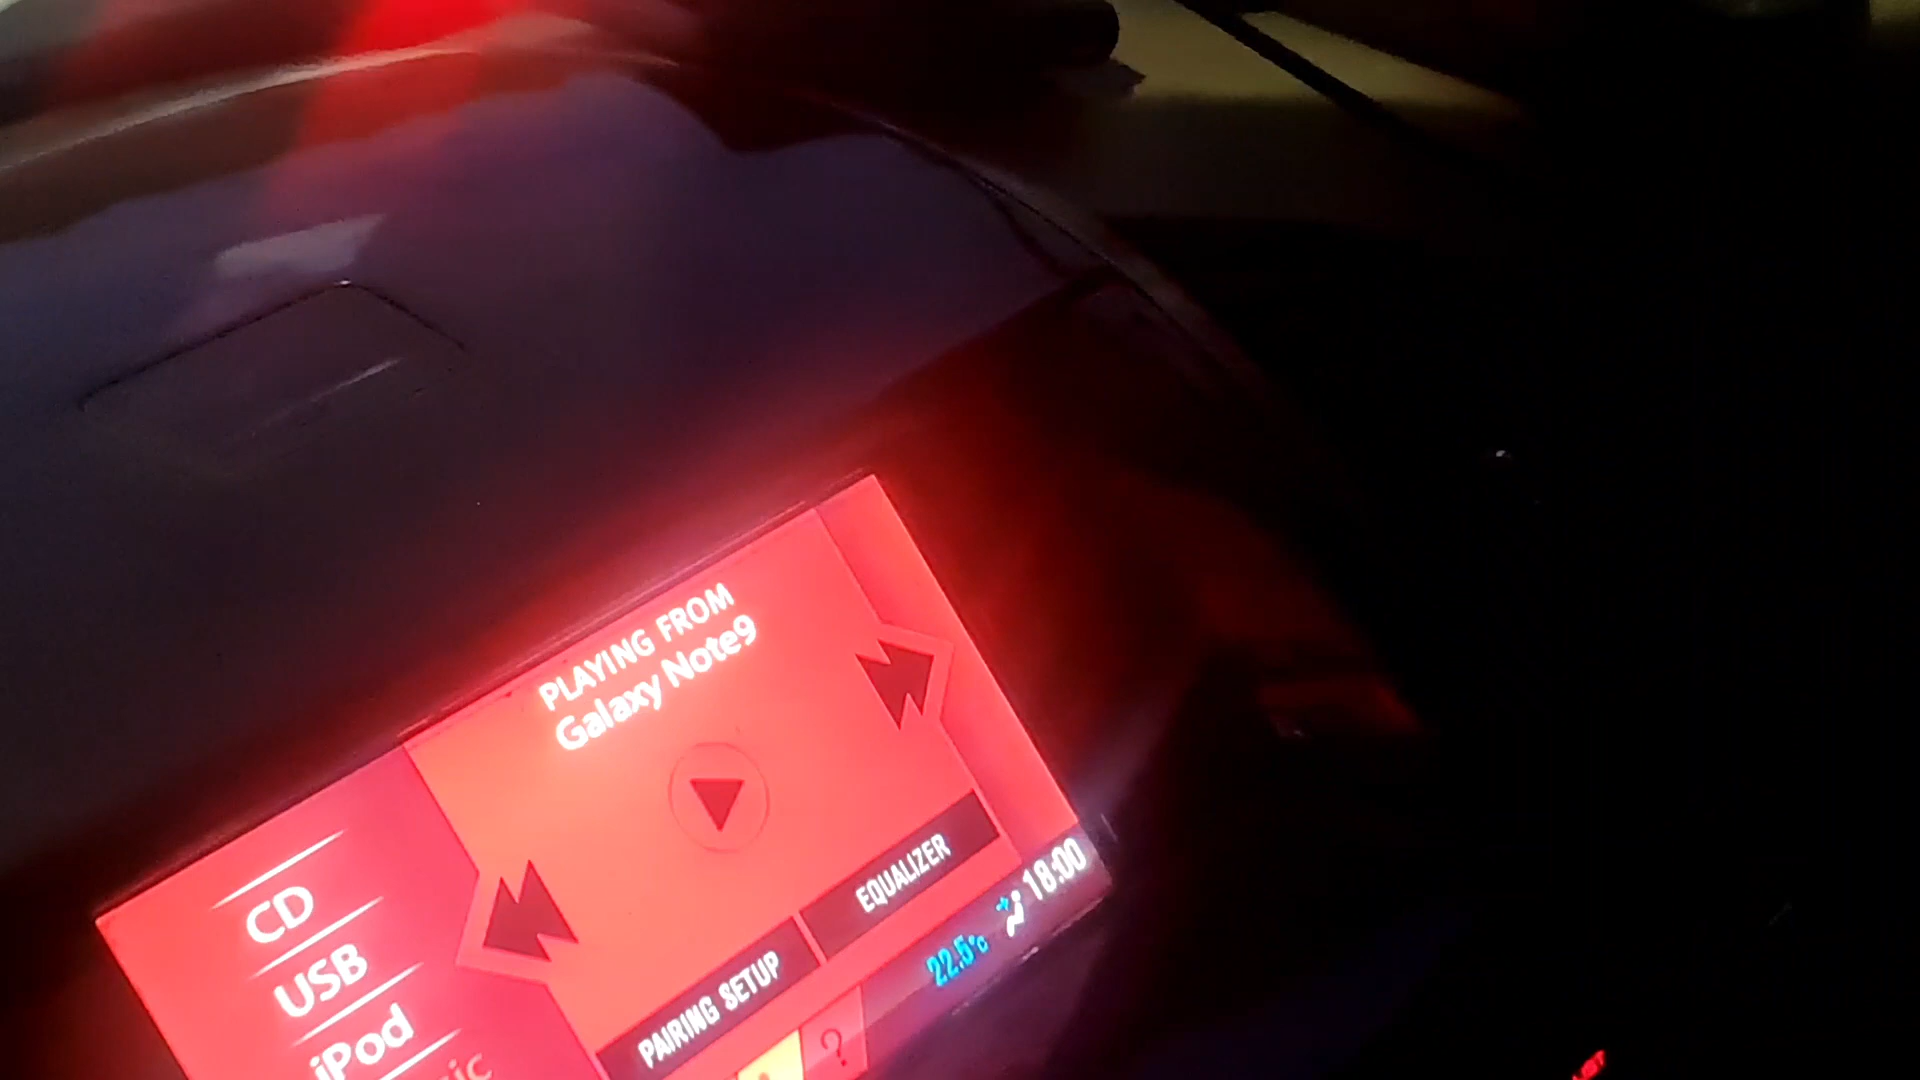 PLAYING FROM
Galaxy Note9
CD
USB
iPod
EQUALIZER
PAIRING SETUP
?
22.5°C
18:00